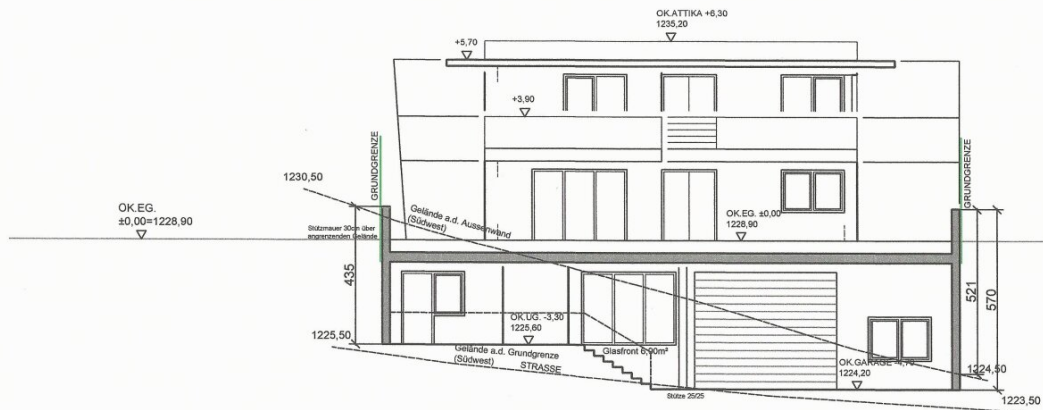 OK.ATTIKA +6,30
1235,20
+5,70
+3,90
GRUNDGRENZE
GRUNDGRENZE
1230,50
OK.EG.
±0,00=1228,90
Gelände a.d. Aussenwand
(Südwest)
OK.EG. ±0,00
1228,90
Stützmauer 30cm über
angrenzenden Gelände
435
521
570
OK.UG. -3,30
1225,60
1225,50
Gelände a.d. Grundgrenze
(Südwest)
STRASSE
Glasfront 6,90m²
OK.GARAGE -4,70
1224,20
1224,50
Stütze 25/25
1223,50